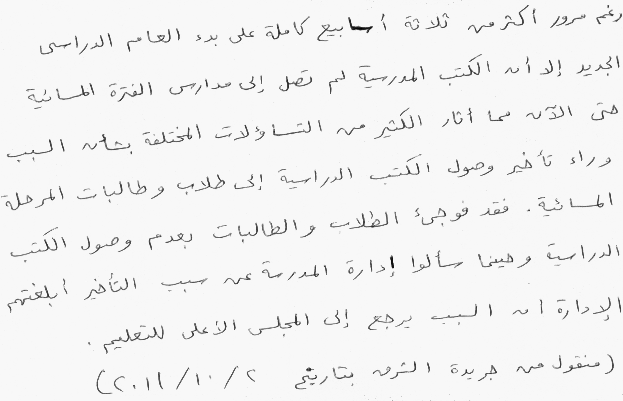 رغم مرور أكثر من ثلاثة أسابيع كاملة على بدء العام الدراسي
الجديد إلا أن الكتب المدرسية لم تصل إلى مدارس الفترة المسائية
حتى الآن مما أثار الكثير من التساؤلات المختلفة بشأن السبب
وراء تأخير وصول الكتب الدراسية إلى طلاب وطالبات المرحلة
المسائية. فقد فوجئ الطلاب والطالبات بعدم وصول الكتب
الدراسية وحينما سألوا إدارة المدرسة عن سبب التأخير أبلغتهم
الإدارة أن السبب يرجع إلى المجلس الأعلى للتعليم.
(منقول من جريدة الشرق بتاريخ ٢/١٠/٢٠١١)